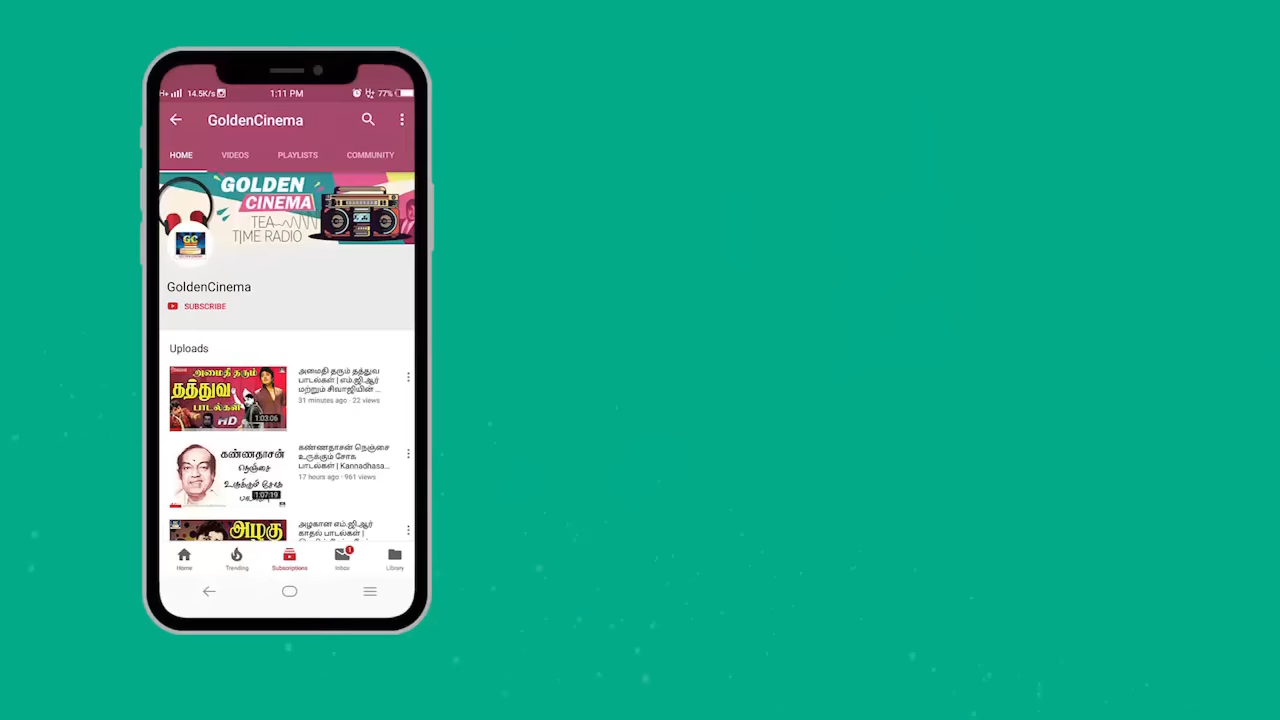 H+ 14.5K/s 1:11 PM 77%
GoldenCinema
HOME VIDEOS PLAYLISTS COMMUNITY
GOLDEN
CINEMA
TEA
TIME RADIO
GC
GoldenCinema
SUBSCRIBE
Uploads
அமைதி தரும்
தத்துவ
பாடல்கள்
HD
1:03:06
அமைதி தரும் தத்துவ
பாடல்கள் | எம்.ஜி.ஆர்
மற்றும் சிவாஜியின் ...
31 minutes ago · 22 views
கண்ணதாசன்
நெஞ்சை
உருக்கும் சோக
1:07:19
கண்ணதாசன் நெஞ்சை
உருக்கும் சோக
பாடல்கள் | Kannadhasa...
17 hours ago · 961 views
அழகு
அழகான எம்.ஜி.ஆர்
காதல் பாடல்கள் |
Home Trending Subscriptions Inbox 1 Library